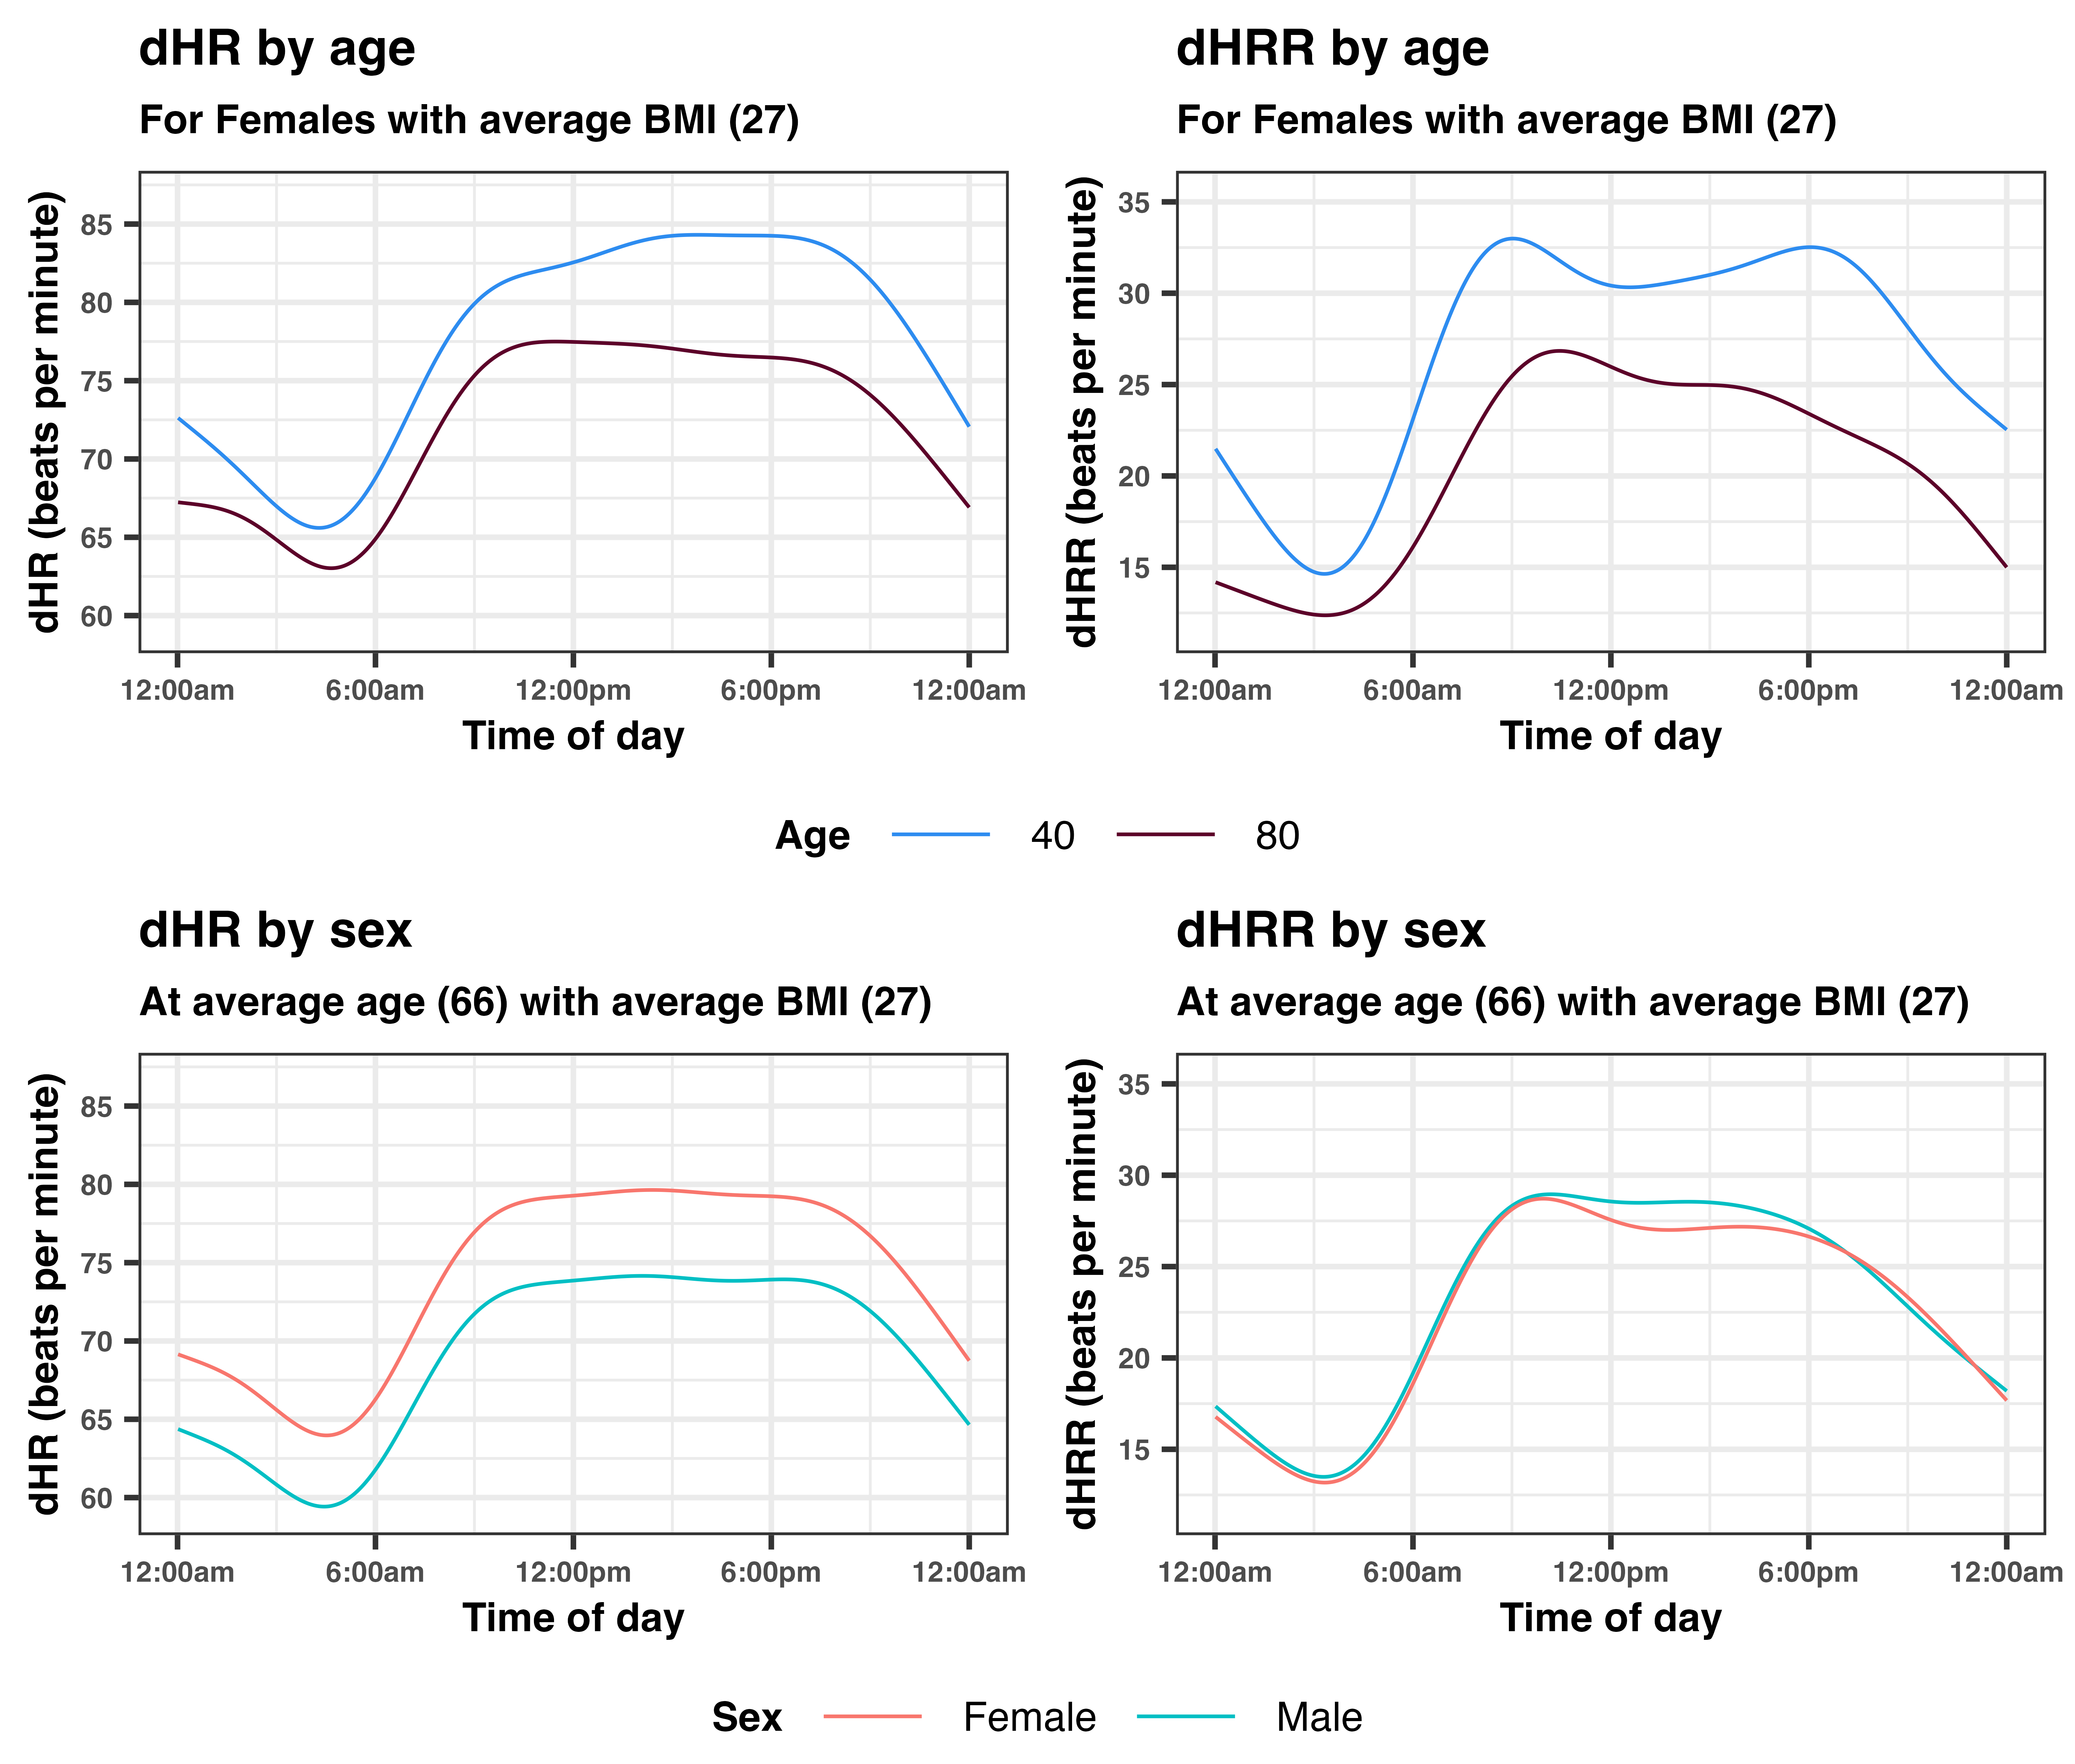 dHR by age
For Females with average BMI (27)
dHR (beats per minute)
85
80
75
70
65
60
12:00am 6:00am 12:00pm 6:00pm 12:00am
Time of day
dHRR by age
For Females with average BMI (27)
dHRR (beats per minute)
35
30
25
20
15
12:00am 6:00am 12:00pm 6:00pm 12:00am
Time of day
Age 40 80
dHR by sex
At average age (66) with average BMI (27)
dHR (beats per minute)
85
80
75
70
65
60
12:00am 6:00am 12:00pm 6:00pm 12:00am
Time of day
dHRR by sex
At average age (66) with average BMI (27)
dHRR (beats per minute)
35
30
25
20
15
12:00am 6:00am 12:00pm 6:00pm 12:00am
Time of day
Sex Female Male